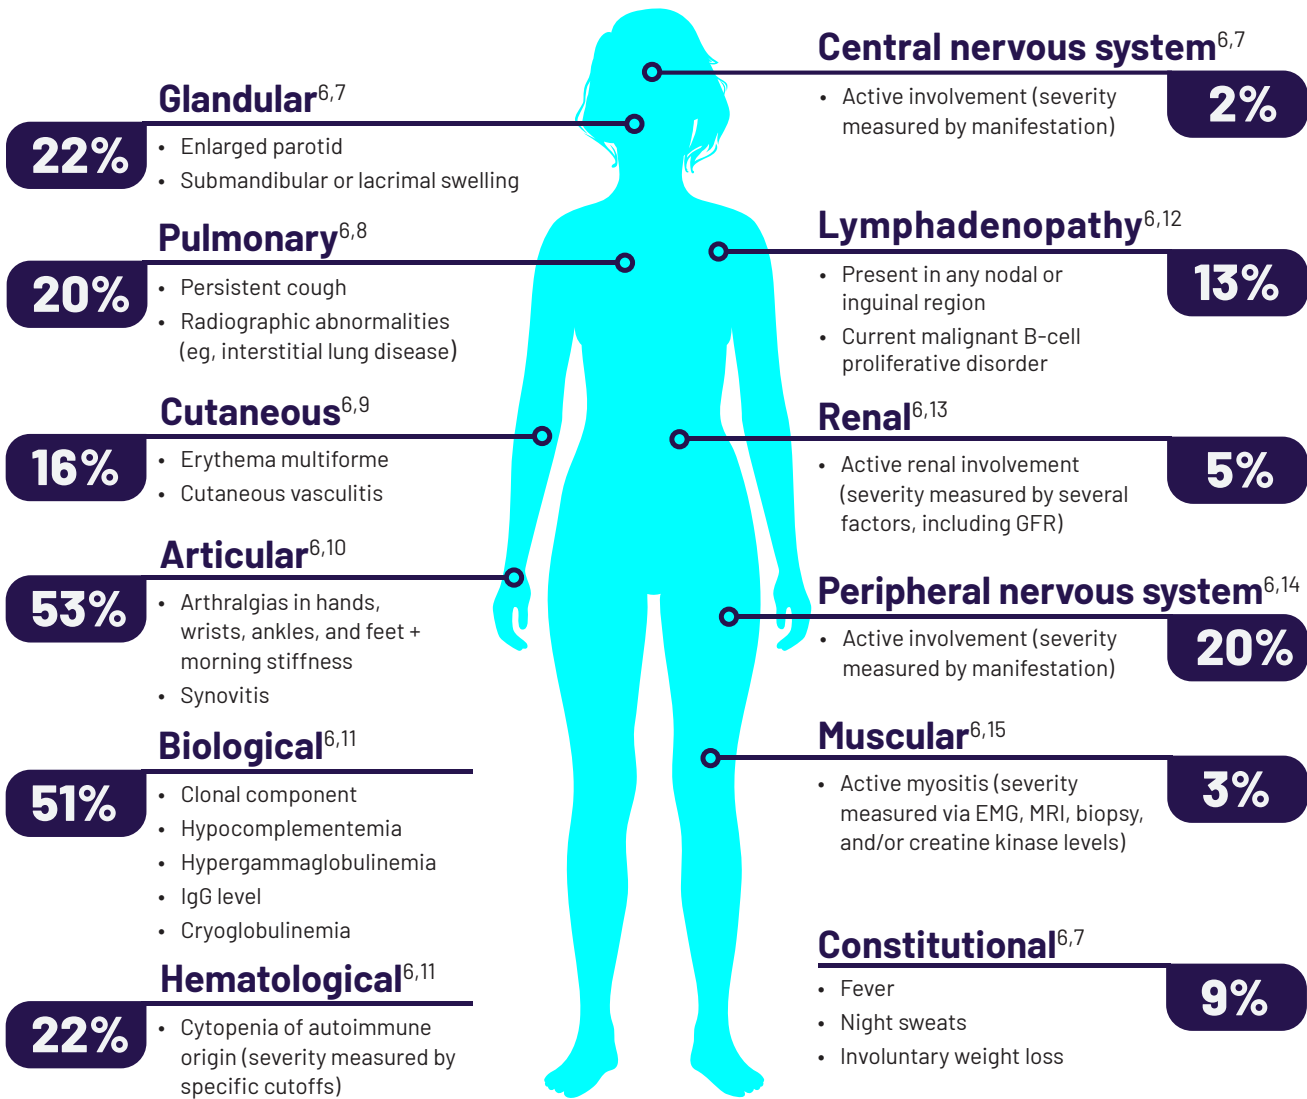 Glandular6,7
22%
• Enlarged parotid
• Submandibular or lacrimal swelling
Pulmonary6,8
20%
• Persistent cough
• Radiographic abnormalities
(eg, interstitial lung disease)
Cutaneous6,9
16%
• Erythema multiforme
• Cutaneous vasculitis
Articular6,10
53%
• Arthralgias in hands,
wrists, ankles, and feet +
morning stiffness
• Synovitis
Biological6,11
51%
• Clonal component
• Hypocomplementemia
• Hypergammaglobulinemia
• IgG level
• Cryoglobulinemia
Hematological6,11
22%
• Cytopenia of autoimmune
origin (severity measured by
specific cutoffs)
Central nervous system6,7
2%
• Active involvement (severity
measured by manifestation)
Lymphadenopathy6,12
13%
• Present in any nodal or
inguinal region
• Current malignant B-cell
proliferative disorder
Renal6,13
5%
• Active renal involvement
(severity measured by several
factors, including GFR)
Peripheral nervous system6,14
20%
• Active involvement (severity
measured by manifestation)
Muscular6,15
3%
• Active myositis (severity
measured via EMG, MRI, biopsy,
and/or creatine kinase levels)
Constitutional6,7
9%
• Fever
• Night sweats
• Involuntary weight loss